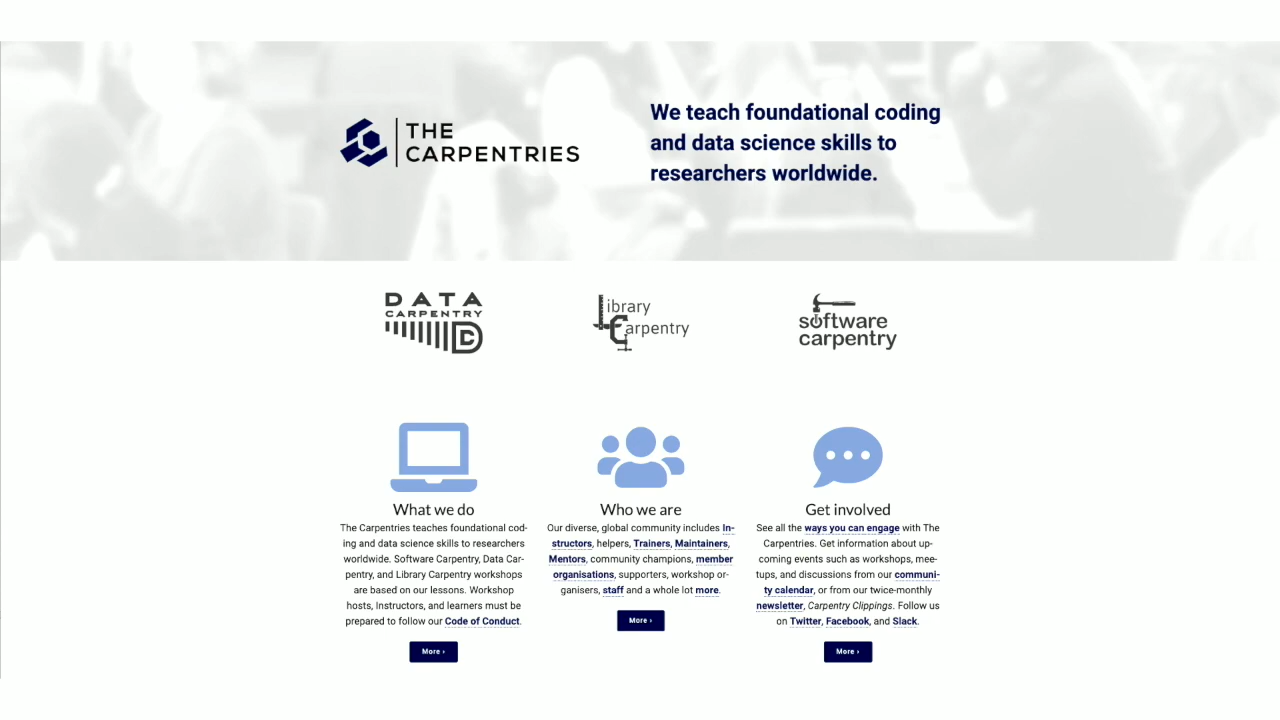 THE
CARPENTRIES
We teach foundational coding
and data science skills to
researchers worldwide.
DATA
CARPENTRY
DC
Library
Carpentry
software
carpentry
What we do
The Carpentries teaches foundational cod-
ing and data science skills to researchers
worldwide. Software Carpentry, Data Car-
pentry, and Library Carpentry workshops
are based on our lessons. Workshop
hosts, Instructors, and learners must be
prepared to follow our Code of Conduct.
More ›
Who we are
Our diverse, global community includes In-
structors, helpers, Trainers, Maintainers,
Mentors, community champions, member
organisations, supporters, workshop or-
ganisers, staff and a whole lot more.
More ›
Get involved
See all the ways you can engage with The
Carpentries. Get information about up-
coming events such as workshops, mee-
tups, and discussions from our communi-
ty calendar, or from our twice-monthly
newsletter, Carpentry Clippings. Follow us
on Twitter, Facebook, and Slack.
More ›